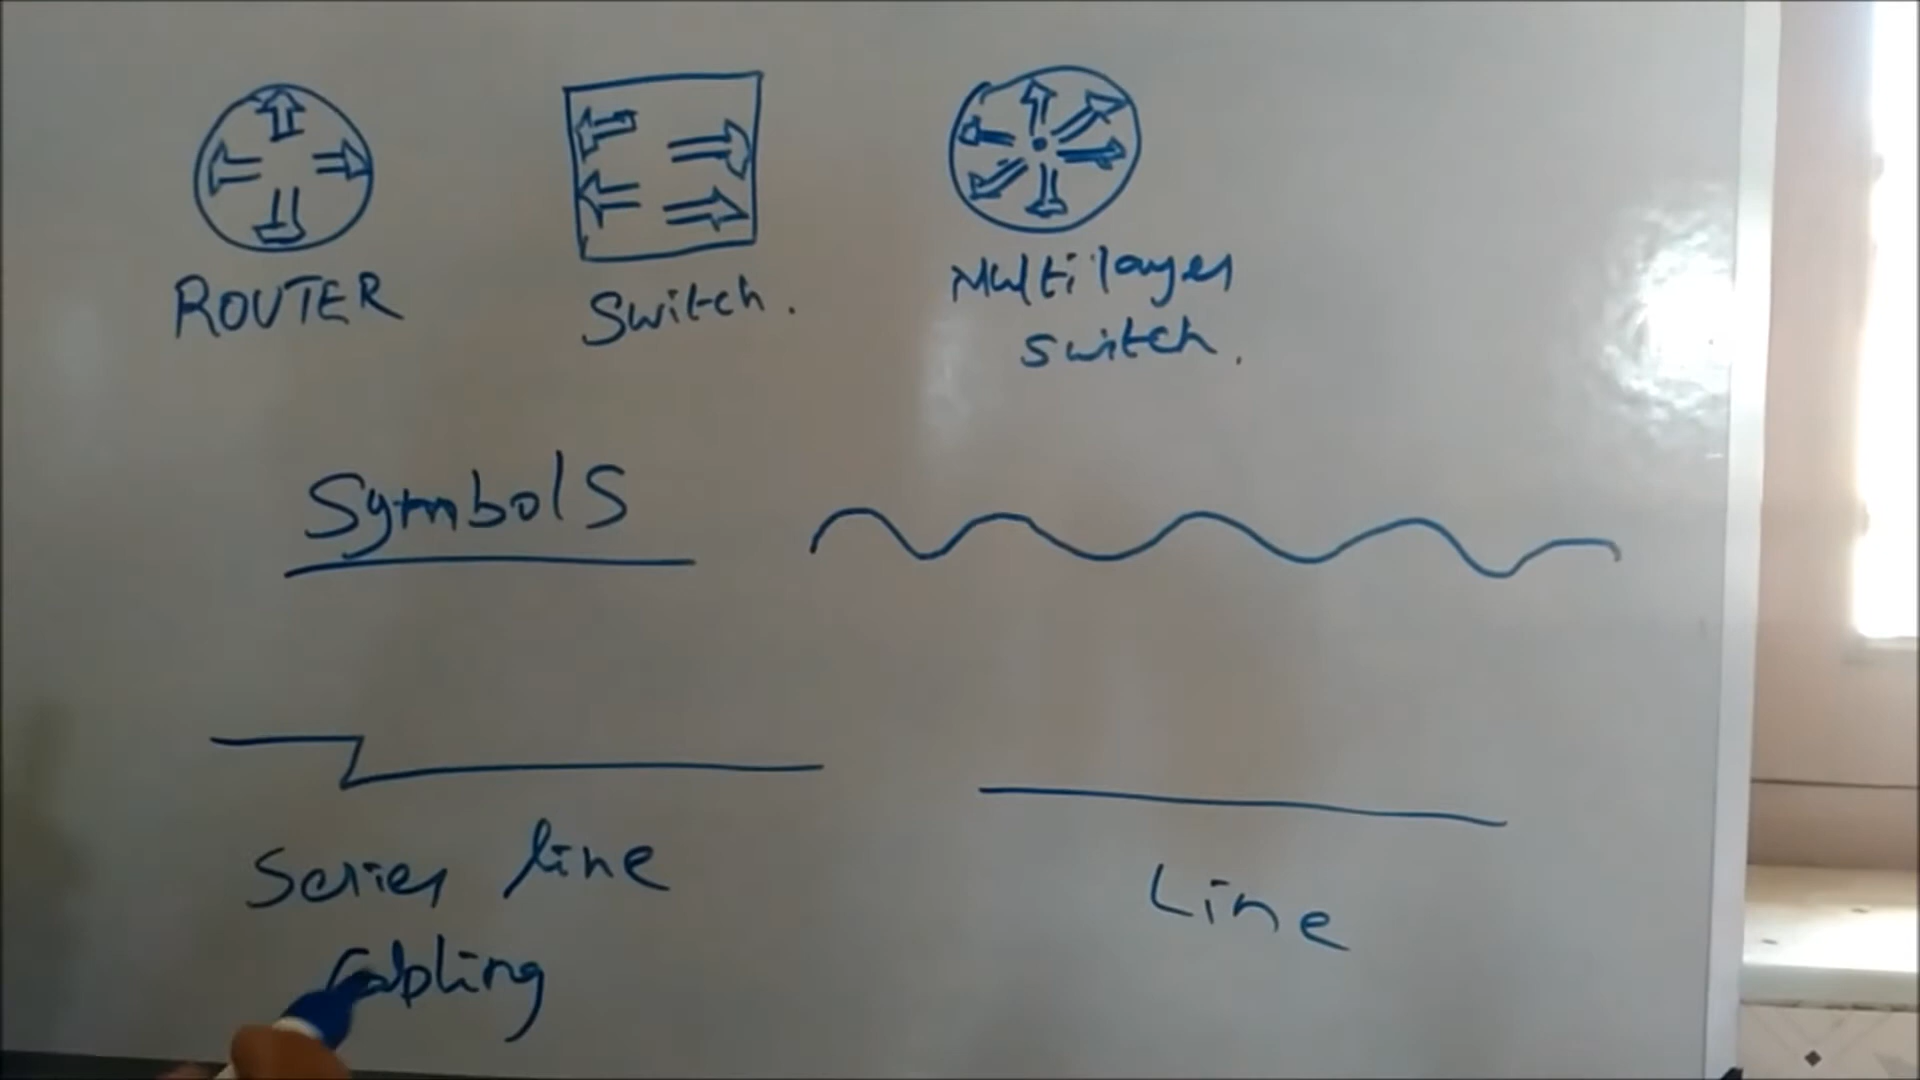 ROUTER
Switch.
Multilayer
switch.
Symbols
Series line
Cabling
Line